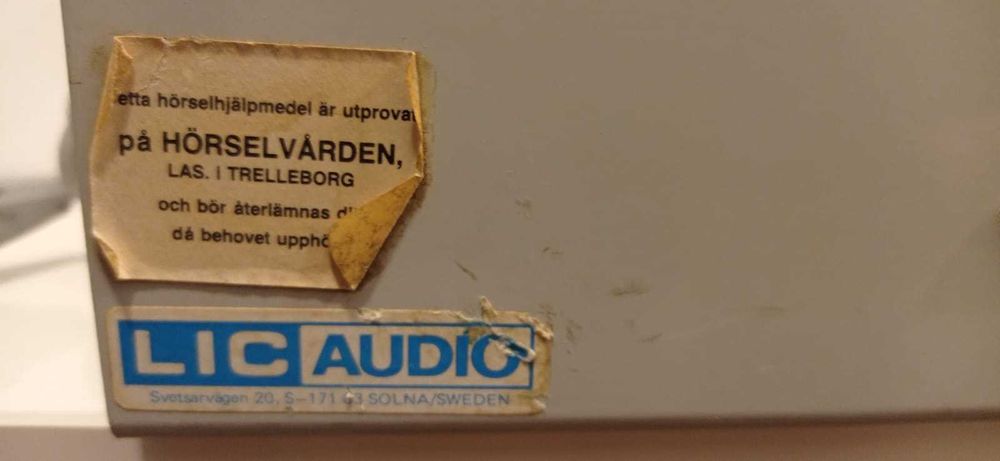 etta hörselhjälpmedel är utprova
på HÖRSELVÅRDEN,
LAS. I TRELLEBORG
och bör återlämnas
då behovet upphö
LIC AUDIO
Svetsarvägen 20, S-171 3 SOLNA/SWEDEN